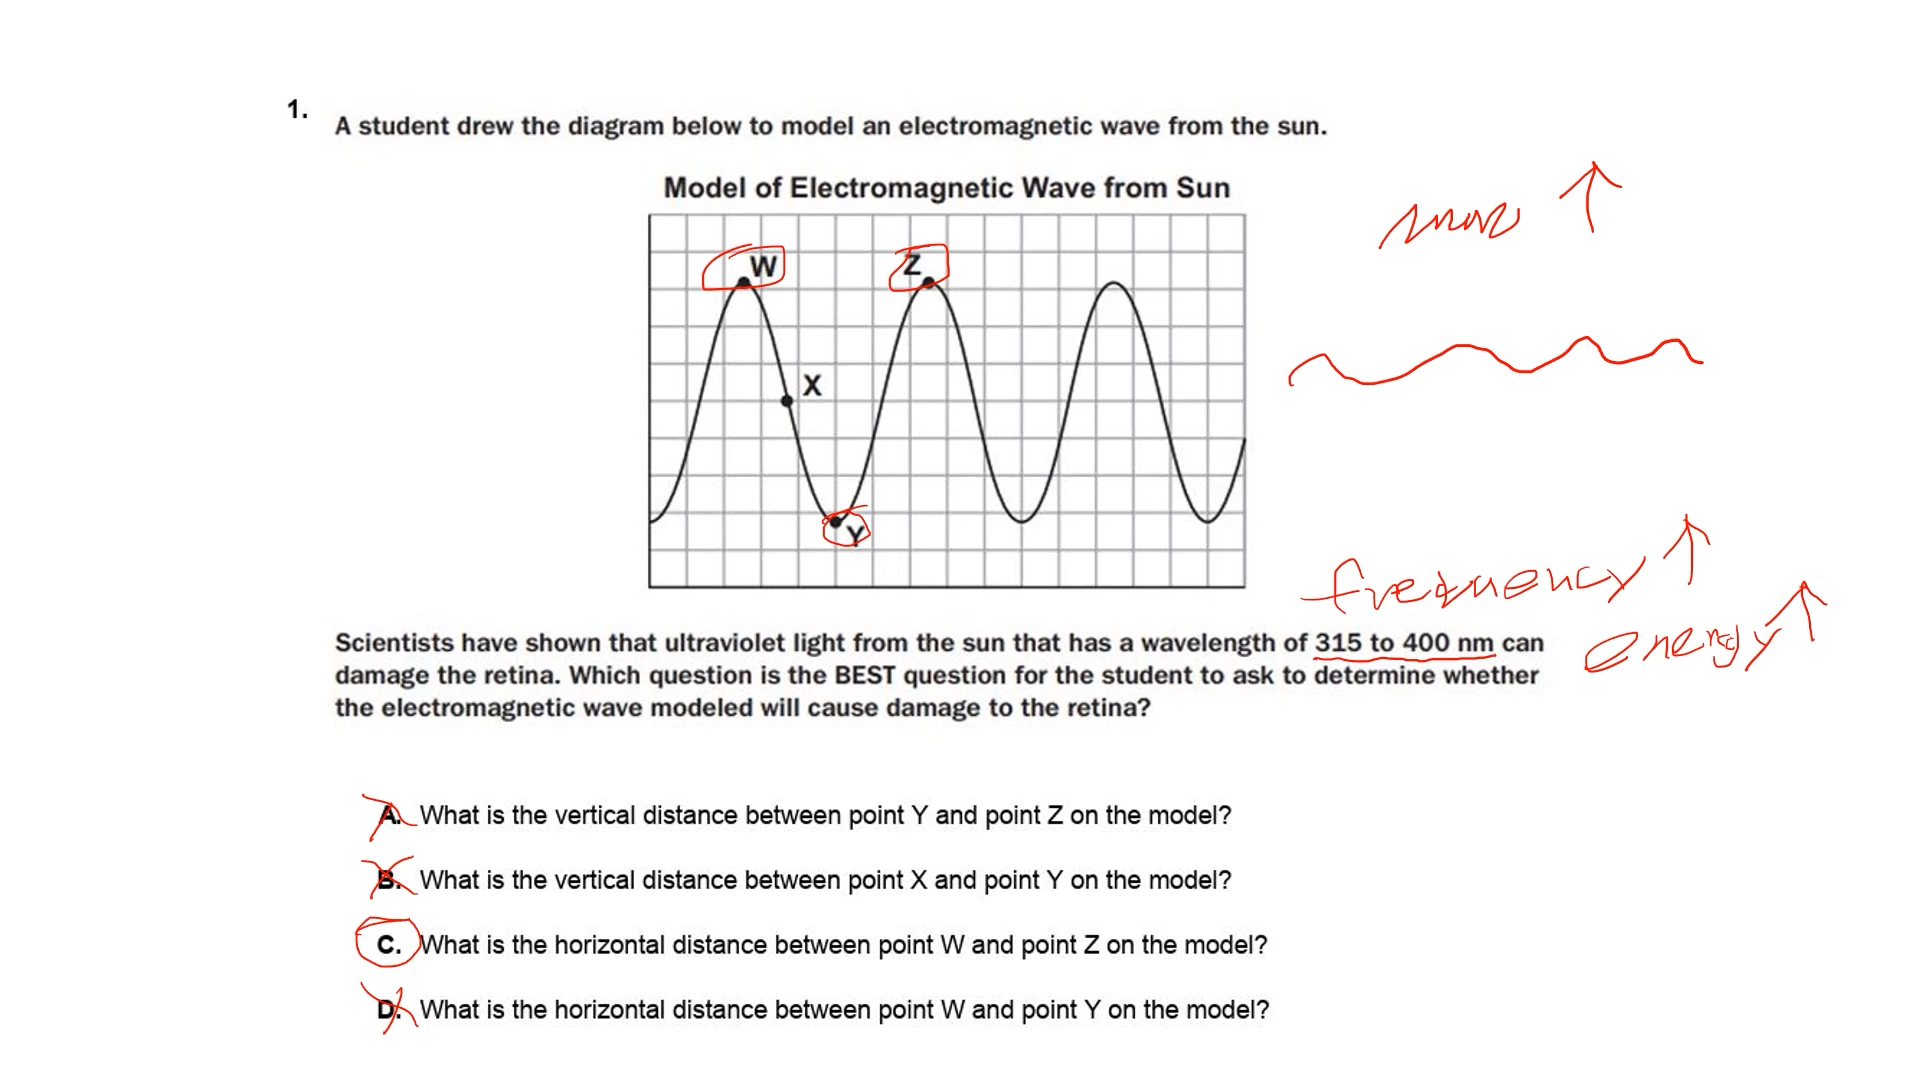 1.
A student drew the diagram below to model an electromagnetic wave from the sun.
Model of Electromagnetic Wave from Sun
W
Z
X
Y
frequency ↑
energy ↑
Scientists have shown that ultraviolet light from the sun that has a wavelength of 315 to 400 nm can
damage the retina. Which question is the BEST question for the student to ask to determine whether
the electromagnetic wave modeled will cause damage to the retina?
A. What is the vertical distance between point Y and point Z on the model?
B. What is the vertical distance between point X and point Y on the model?
C. What is the horizontal distance between point W and point Z on the model?
D. What is the horizontal distance between point W and point Y on the model?